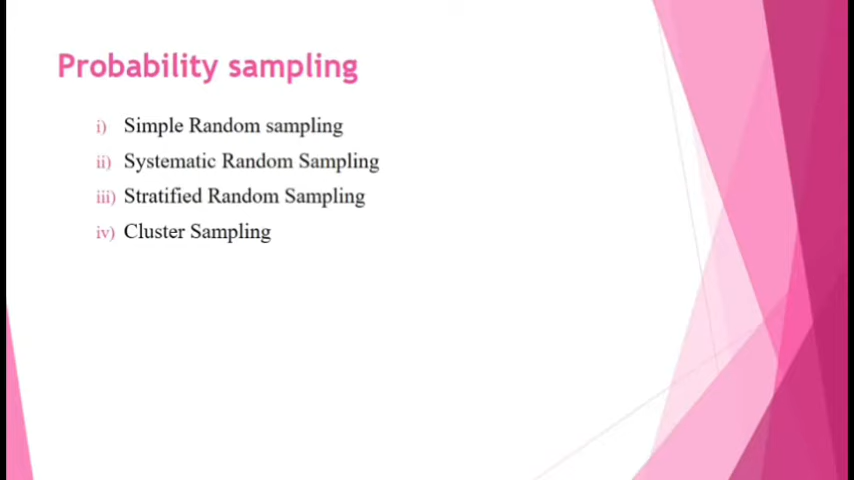 Probability sampling
i) Simple Random sampling
ii) Systematic Random Sampling
iii) Stratified Random Sampling
iv) Cluster Sampling